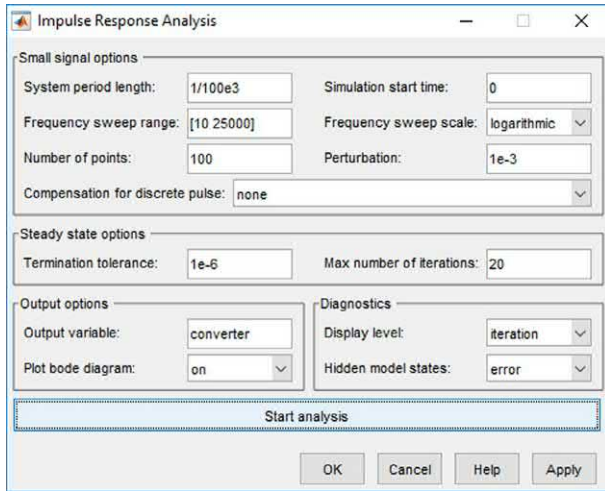 Impulse Response Analysis
Small signal options
System period length: 1/100e3 Simulation start time: 0
Frequency sweep range: [10 25000] Frequency sweep scale: logarithmic
Number of points: 100 Perturbation: 1e-3
Compensation for discrete pulse: none
Steady state options
Termination tolerance: 1e-6 Max number of iterations: 20
Output options Diagnostics
Output variable: converter Display level: iteration
Plot bode diagram: on Hidden model states: error
Start analysis
OK Cancel Help Apply